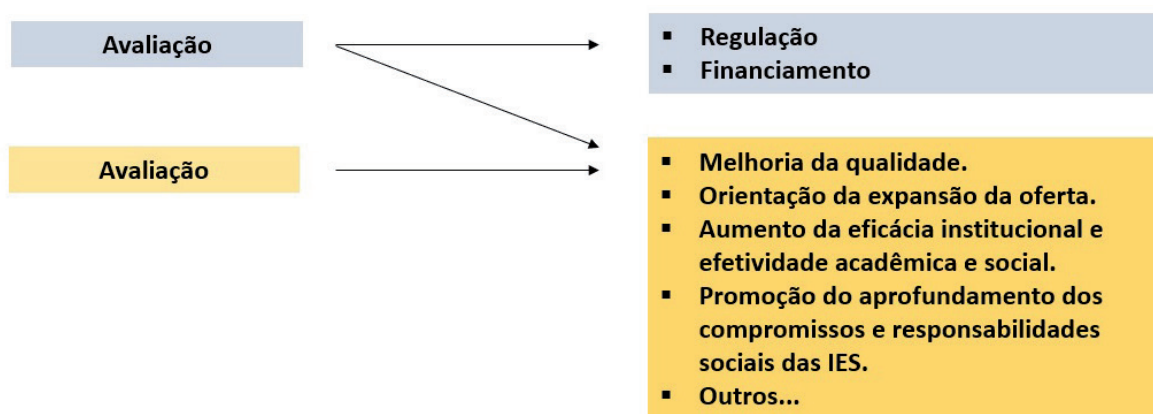 Avaliação
▪ Regulação
▪ Financiamento
Avaliação
▪ Melhoria da qualidade.
▪ Orientação da expansão da oferta.
▪ Aumento da eficácia institucional e
efetividade acadêmica e social.
▪ Promoção do aprofundamento dos
compromissos e responsabilidades
sociais das IES.
▪ Outros...